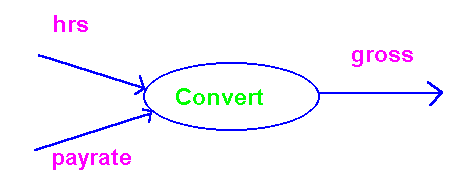 hrs
gross
Convert
payrate